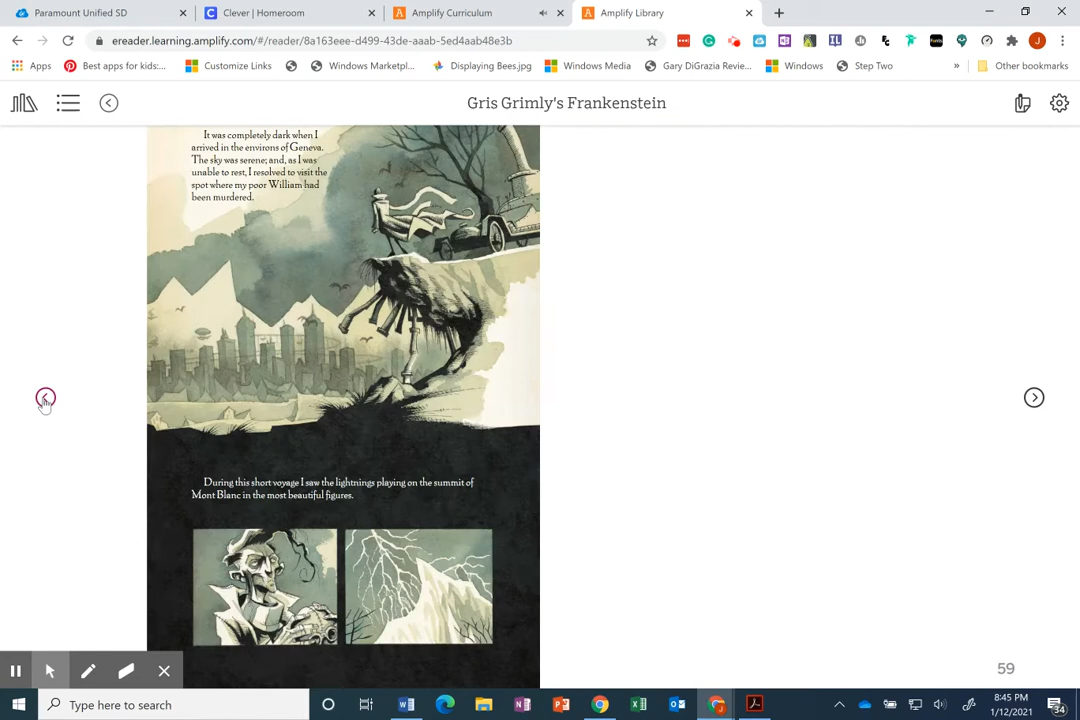 Paramount Unified SD
Clever | Homeroom
Amplify Curriculum
Amplify Library
ereader.learning.amplify.com/#/reader/8a163eee-d499-43de-aaab-5ed4aab48e3b
Apps
Best apps for kids:...
Customize Links
Windows Marketpl...
Displaying Bees.jpg
Windows Media
Gary DiGrazia Revie...
Windows
Step Two
»
Other bookmarks
Gris Grimly's Frankenstein
It was completely dark when I
arrived in the environs of Geneva.
The sky was serene; and, as I was
unable to rest, I resolved to visit the
spot where my poor William had
been murdered.
During this short voyage I saw the lightnings playing on the summit of
Mont Blanc in the most beautiful figures.
59
Type here to search
8:45 PM
1/12/2021
34